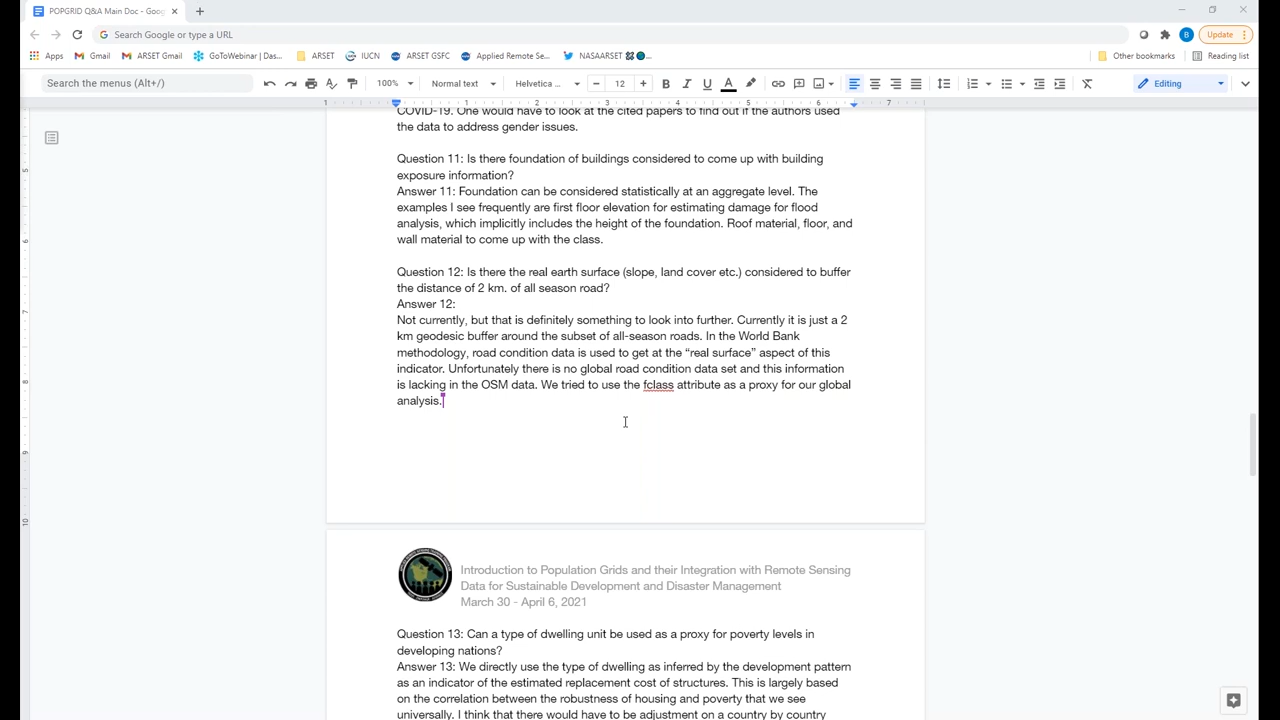 POPGRID Q&A Main Doc - Goog
Search Google or type a URL
B
Update
Apps
Gmail
ARSET Gmail
GoToWebinar | Das...
ARSET
IUCN
ARSET GSFC
Applied Remote Se...
NASAARSET
Other bookmarks
Reading list
Search the menus (Alt+/)
100%
Normal text
Helvetica ...
12
B I U A
Editing
1 1 2 3 4 5 6 7
COVID-19. One would have to look at the cited papers to find out if the authors used
the data to address gender issues.
Question 11: Is there foundation of buildings considered to come up with building
exposure information?
Answer 11: Foundation can be considered statistically at an aggregate level. The
examples I see frequently are first floor elevation for estimating damage for flood
analysis, which implicitly includes the height of the foundation. Roof material, floor, and
wall material to come up with the class.
Question 12: Is there the real earth surface (slope, land cover etc.) considered to buffer
the distance of 2 km. of all season road?
Answer 12:
Not currently, but that is definitely something to look into further. Currently it is just a 2
km geodesic buffer around the subset of all-season roads. In the World Bank
methodology, road condition data is used to get at the “real surface” aspect of this
indicator. Unfortunately there is no global road condition data set and this information
is lacking in the OSM data. We tried to use the fclass attribute as a proxy for our global
analysis.
5
6
7
8
9
10
Introduction to Population Grids and their Integration with Remote Sensing
Data for Sustainable Development and Disaster Management
March 30 - April 6, 2021
Question 13: Can a type of dwelling unit be used as a proxy for poverty levels in
developing nations?
Answer 13: We directly use the type of dwelling as inferred by the development pattern
as an indicator of the estimated replacement cost of structures. This is largely based
on the correlation between the robustness of housing and poverty that we see
universally. I think that there would have to be adjustment on a country by country